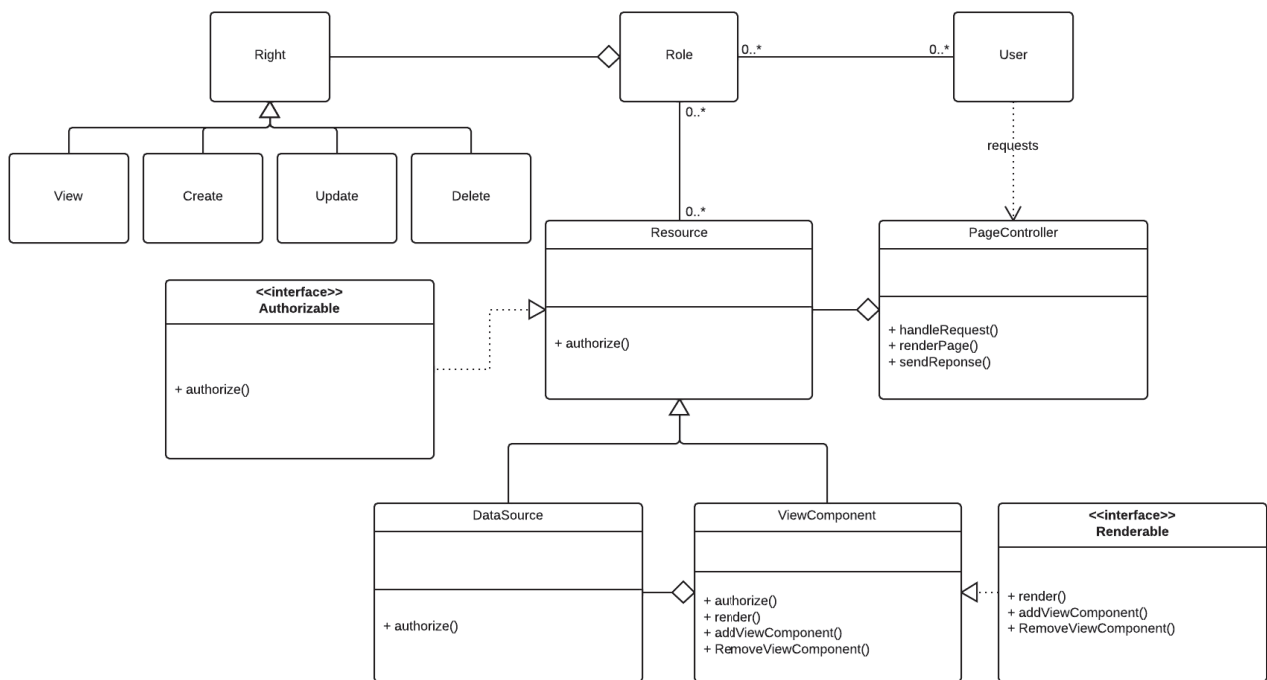 Right
Role
0..*
0..*
User
0..*
requests
View
Create
Update
Delete
0..*
Resource
+ authorize()
PageController
+ handleRequest()
+ renderPage()
+ sendReponse()
<<interface>>
Authorizable
+ authorize()
DataSource
+ authorize()
ViewComponent
+ authorize()
+ render()
+ addViewComponent()
+ RemoveViewComponent()
<<interface>>
Renderable
+ render()
+ addViewComponent()
+ RemoveViewComponent()